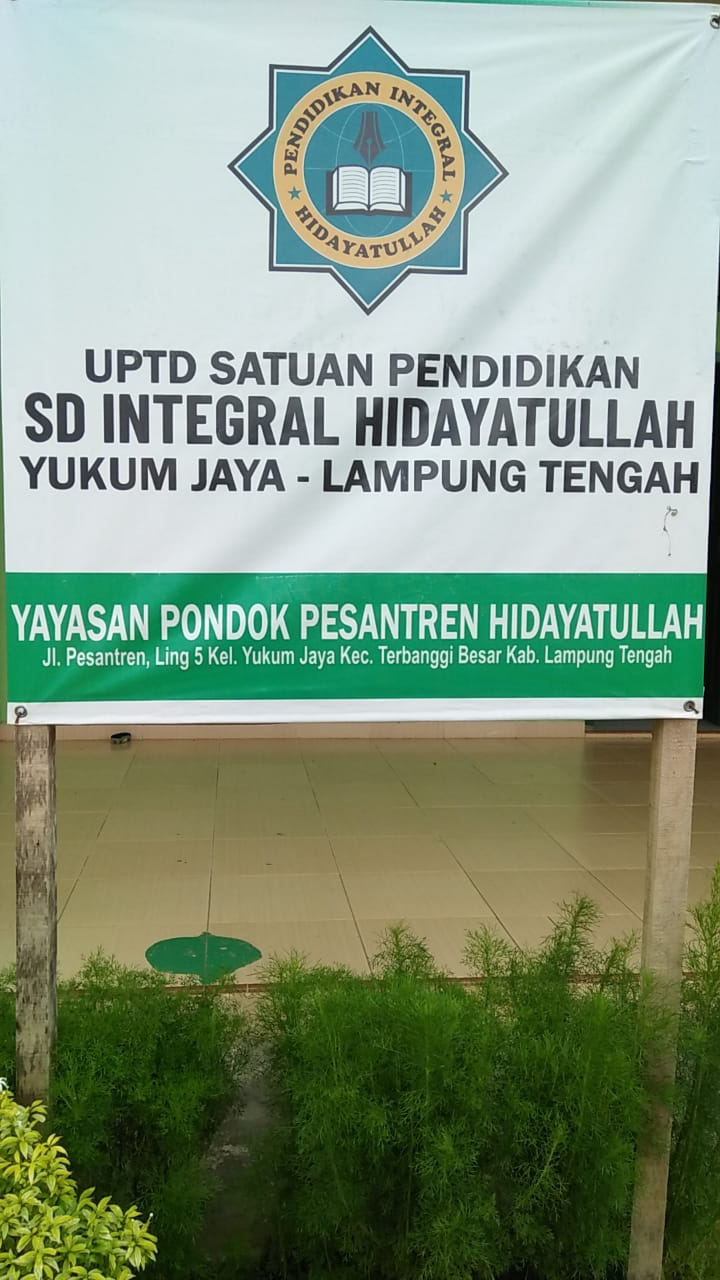 PENDIDIKAN INTEGRAL
HIDAYATULLAH
UPTD SATUAN PENDIDIKAN
SD INTEGRAL HIDAYATULLAH
YUKUM JAYA - LAMPUNG TENGAH
YAYASAN PONDOK PESANTREN HIDAYATULLAH
Jl. Pesantren, Ling 5 Kel. Yukum Jaya Kec. Terbanggi Besar Kab. Lampung Tengah